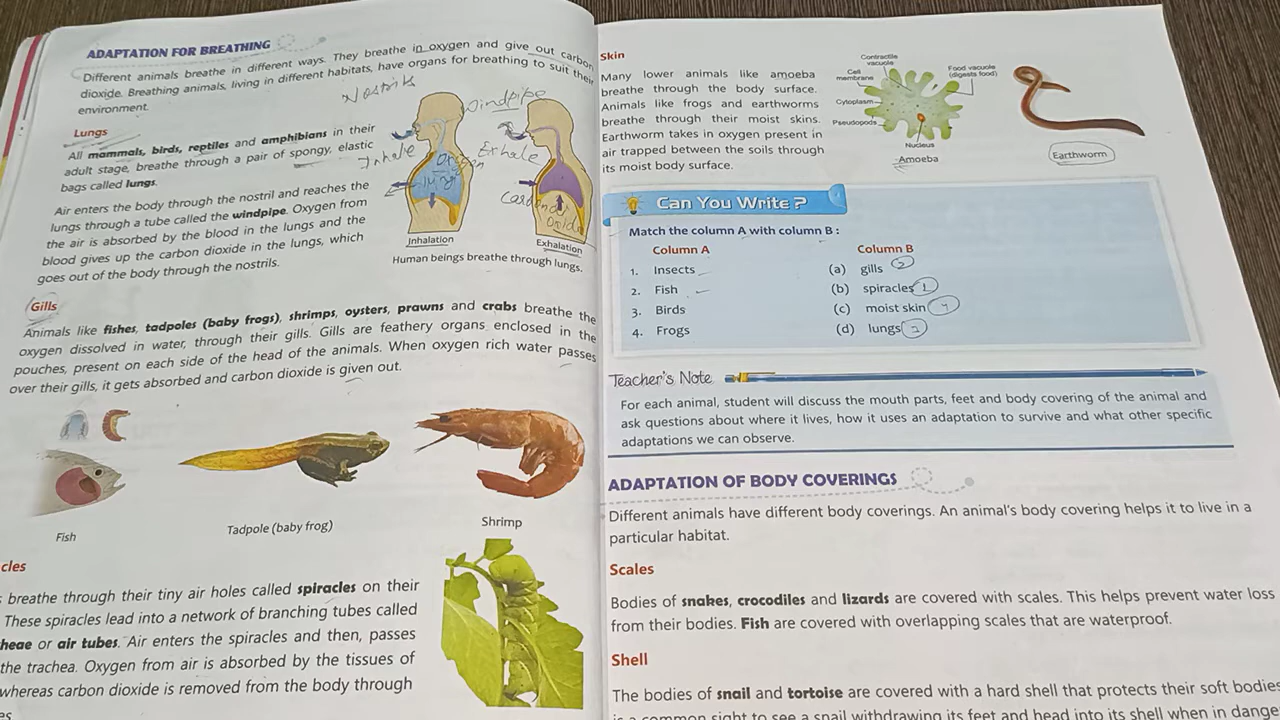 ADAPTATION FOR BREATHING
Different animals breathe in different ways. They breathe in oxygen and give out carbon
dioxide. Breathing animals, living in different habitats, have organs for breathing to suit their
environment.
Nostrik
Windpipe
Lungs
All mammals, birds, reptiles and amphibians in their
adult stage, breathe through a pair of spongy, elastic
bags called lungs.
Air enters the body through the nostril and reaches the
lungs through a tube called the windpipe. Oxygen from
the air is absorbed by the blood in the lungs and the
blood gives up the carbon dioxide in the lungs, which
goes out of the body through the nostrils.
Inhale
Exhale
Inhalation
Exhalation
Human beings breathe through lungs.
Gills
Animals like fishes, tadpoles (baby frogs), shrimps, oysters, prawns and crabs breathe the
oxygen dissolved in water, through their gills. Gills are feathery organs enclosed in the
pouches, present on each side of the head of the animals. When oxygen rich water passes
over their gills, it gets absorbed and carbon dioxide is given out.
Fish
Tadpole (baby frog)
Shrimp
cles
breathe through their tiny air holes called spiracles on their
These spiracles lead into a network of branching tubes called
heae or air tubes. Air enters the spiracles and then, passes
the trachea. Oxygen from air is absorbed by the tissues of
whereas carbon dioxide is removed from the body through
Skin
Many lower animals like amoeba
breathe through the body surface.
Animals like frogs and earthworms
breathe through their moist skins.
Earthworm takes in oxygen present in
air trapped between the soils through
its moist body surface.
Contractile
vacuole
Cell
membrane
Food vacuole
(digests food)
Cytoplasm
Pseudopods
Nucleus
Amoeba
Earthworm
Can You Write?
Match the column A with column B :
Column A Column B
1. Insects (a) gills 2
2. Fish (b) spiracles 1
3. Birds (c) moist skin
4. Frogs (d) lungs
Teacher's Note
For each animal, student will discuss the mouth parts, feet and body covering of the animal and
ask questions about where it lives, how it uses an adaptation to survive and what other specific
adaptations we can observe.
ADAPTATION OF BODY COVERINGS
Different animals have different body coverings. An animal's body covering helps it to live in a
particular habitat.
Scales
Bodies of snakes, crocodiles and lizards are covered with scales. This helps prevent water loss
from their bodies. Fish are covered with overlapping scales that are waterproof.
Shell
The bodies of snail and tortoise are covered with a hard shell that protects their soft bodies
is a common sight to see a snail withdrawing its feet and head into its shell when in dange